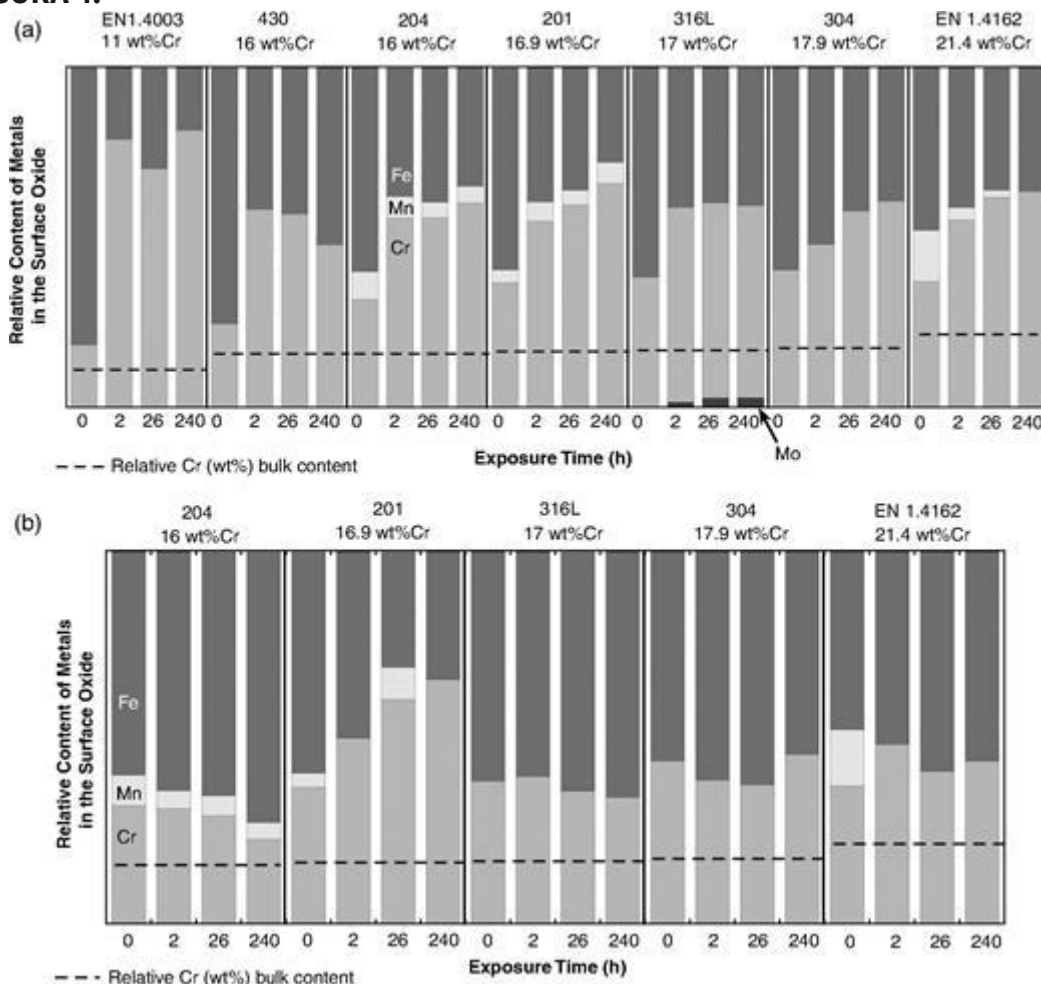 (a)
EN1.4003 430 204 201 316L 304 EN 1.4162
11 wt%Cr 16 wt%Cr 16 wt%Cr 16.9 wt%Cr 17 wt%Cr 17.9 wt%Cr 21.4 wt%Cr
Relative Content of Metals
in the Surface Oxide
Fe
Mn
Cr
0 2 26 240 0 2 26 240 0 2 26 240 0 2 26 240 0 2 26 240 0 2 26 240 0 2 26 240
Mo
Exposure Time (h)
Relative Cr (wt%) bulk content
(b)
204 201 316L 304 EN 1.4162
16 wt%Cr 16.9 wt%Cr 17 wt%Cr 17.9 wt%Cr 21.4 wt%Cr
Relative Content of Metals
in the Surface Oxide
Fe
Mn
Cr
0 2 26 240 0 2 26 240 0 2 26 240 0 2 26 240 0 2 26 240
Exposure Time (h)
Relative Cr (wt%) bulk content